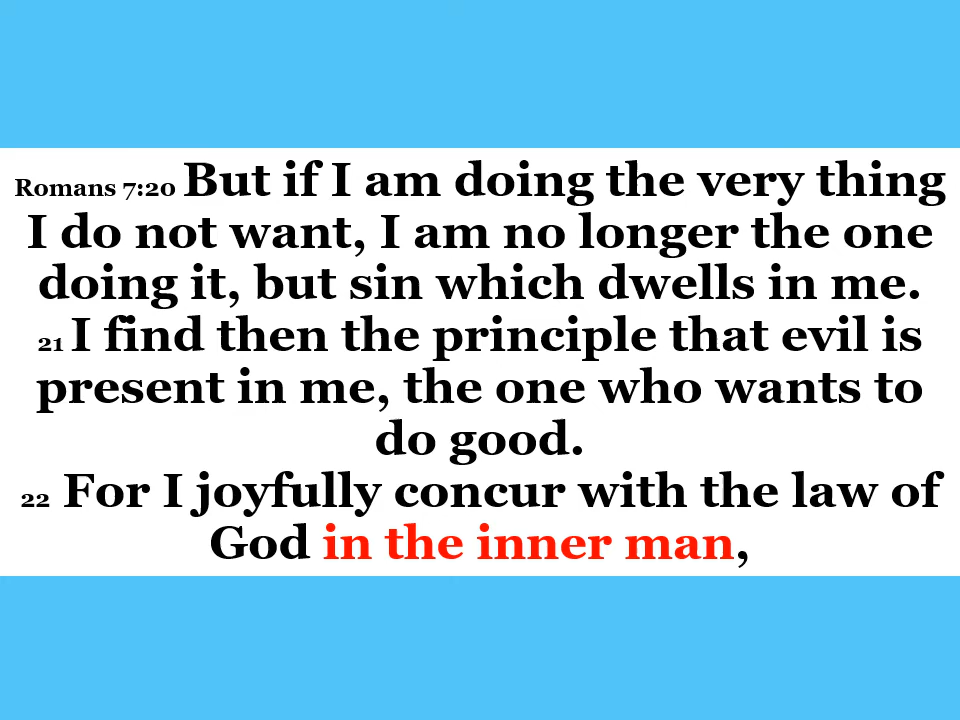 Romans 7:20 But if I am doing the very thing
I do not want, I am no longer the one
doing it, but sin which dwells in me.
21 I find then the principle that evil is
present in me, the one who wants to
do good.
22 For I joyfully concur with the law of
God in the inner man,